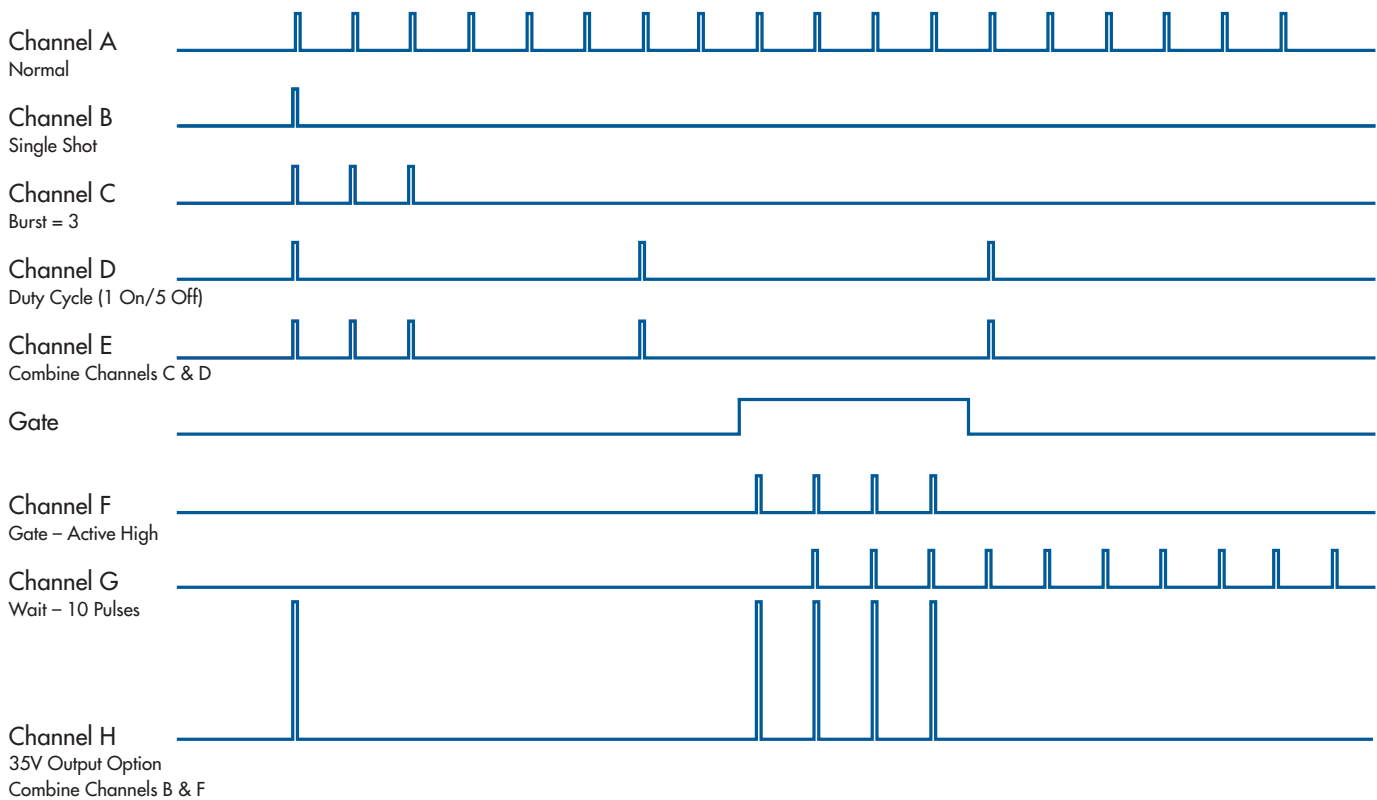 Channel A
Normal
Channel B
Single Shot
Channel C
Burst = 3
Channel D
Duty Cycle (1 On/5 Off)
Channel E
Combine Channels C & D
Gate
Channel F
Gate – Active High
Channel G
Wait – 10 Pulses
Channel H
35V Output Option
Combine Channels B & F